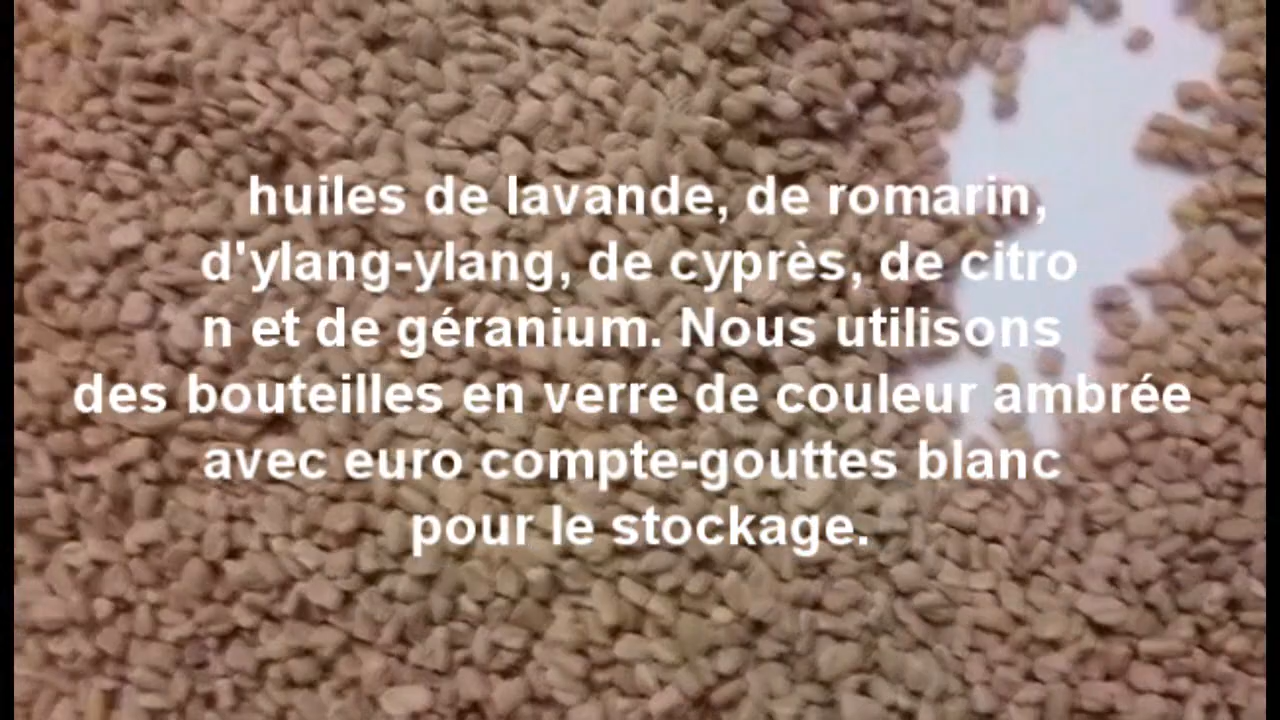 huiles de lavande, de romarin,
d'ylang-ylang, de cyprès, de citro
n et de géranium. Nous utilisons
des bouteilles en verre de couleur ambrée
avec euro compte-gouttes blanc
pour le stockage.